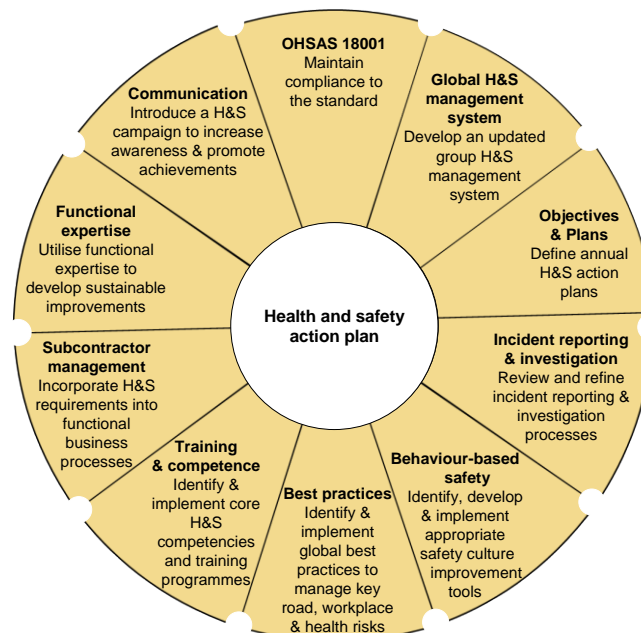 OHSAS 18001
Maintain
compliance to
the standard
Global H&S
management
system
Develop an updated
group H&S
management
system
Objectives
& Plans
Define annual
H&S action
plans
Incident reporting
& investigation
Review and refine
incident reporting &
investigation
processes
Behaviour-based
safety
Identify, develop
& implement
appropriate
safety culture
improvement
tools
Best practices
Identify &
implement
global best
practices to
manage key
road, workplace
& health risks
Training
& competence
Identify &
implement core
H&S
competencies
and training
programmes
Subcontractor
management
Incorporate H&S
requirements into
functional
business
processes
Functional
expertise
Utilise functional
expertise to
develop sustainable
improvements
Communication
Introduce a H&S
campaign to increase
awareness & promote
achievements
Health and safety
action plan